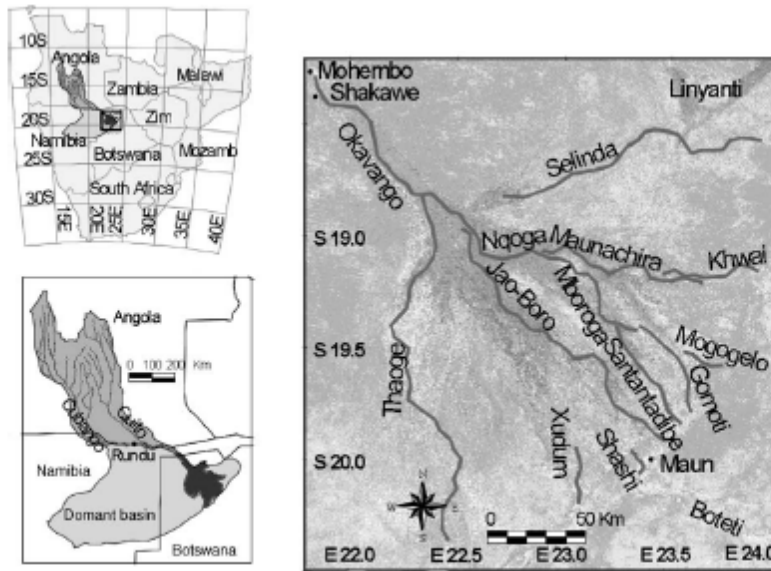 10S
15S
20S
25S
30S
15E
20E
25E
30E
35E
40E
Angola
Zambia
Malawi
Zim
Namibia
Botswana
Mozamb
South Africa
Angola
0 100 200 Km
Cubango
Cuito
Rundu
Namibia
Domant basin
Botswana
Mohembo
Shakawe
Linyanti
Okavango
Selinda
S 19.0
Nqoga
Maunachira
Khwai
Jao-Boro
Mboroga
Santantadibe
Mogogelo
Gomoti
S 19.5
Thaoge
Xudum
Shashi
Maun
S 20.0
N
W
E
S
0 50 Km
Boteti
E 22.0 22.5 E 23.0 E 23.5 E 24.0